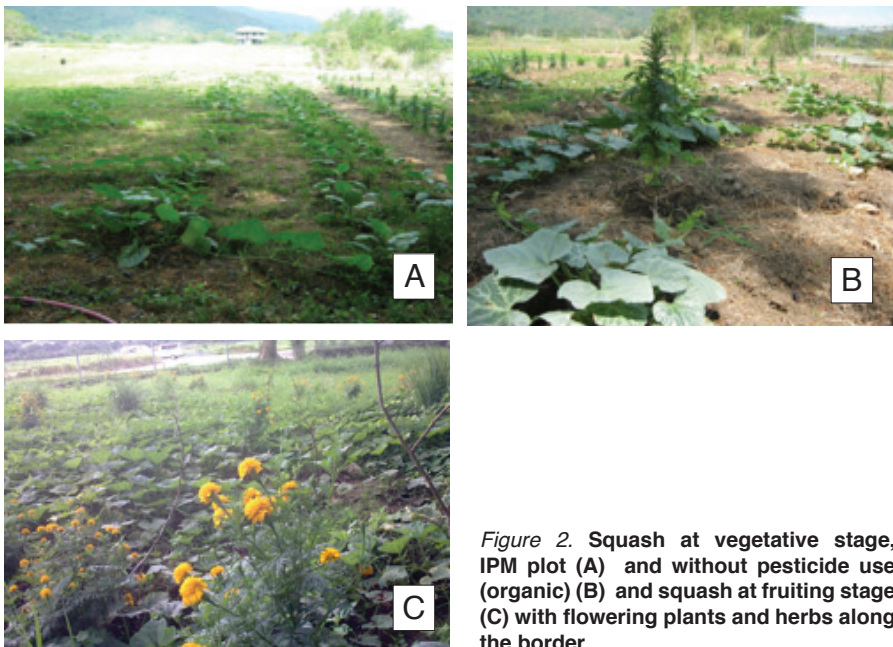 A
B
C
Figure 2. Squash at vegetative stage,
IPM plot (A) and without pesticide use
(organic) (B) and squash at fruiting stage
(C) with flowering plants and herbs along
the border